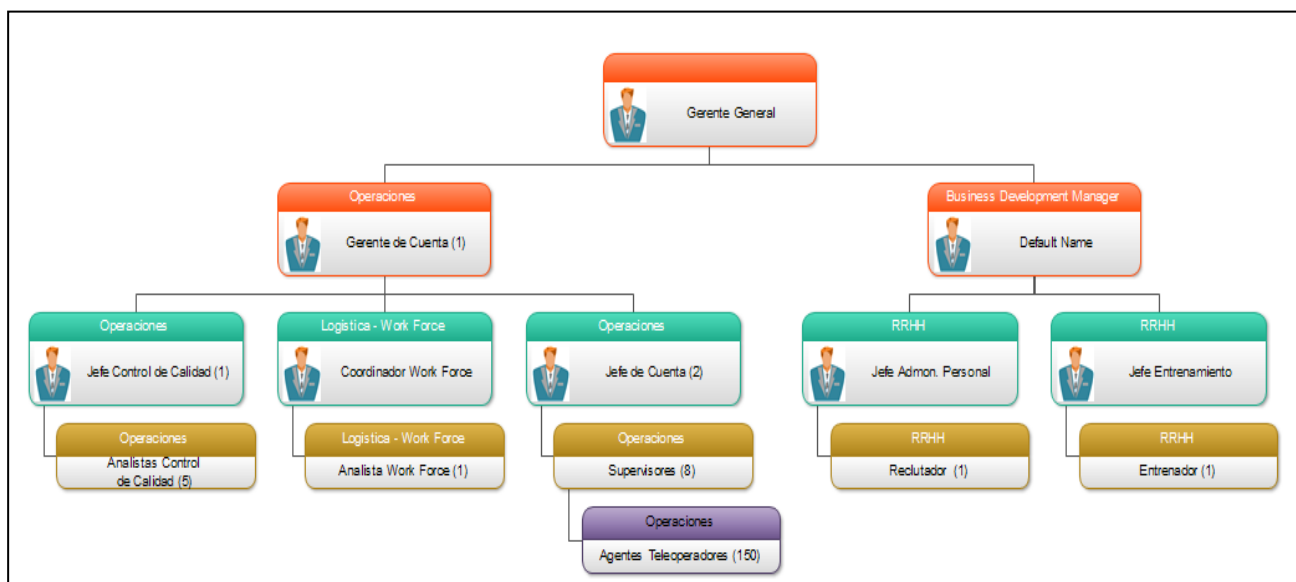 Gerente General
Operaciones
Gerente de Cuenta (1)
Business Development Manager
Default Name
Operaciones
Jefe Control de Calidad (1)
Logistica - Work Force
Coordinador Work Force
Operaciones
Jefe de Cuenta (2)
RRHH
Jefe Admon. Personal
RRHH
Jefe Entrenamiento
Operaciones
Analistas Control
de Calidad (5)
Logistica - Work Force
Analista Work Force (1)
Operaciones
Supervisores (8)
RRHH
Reclutador (1)
RRHH
Entrenador (1)
Operaciones
Agentes Teleoperadores (150)